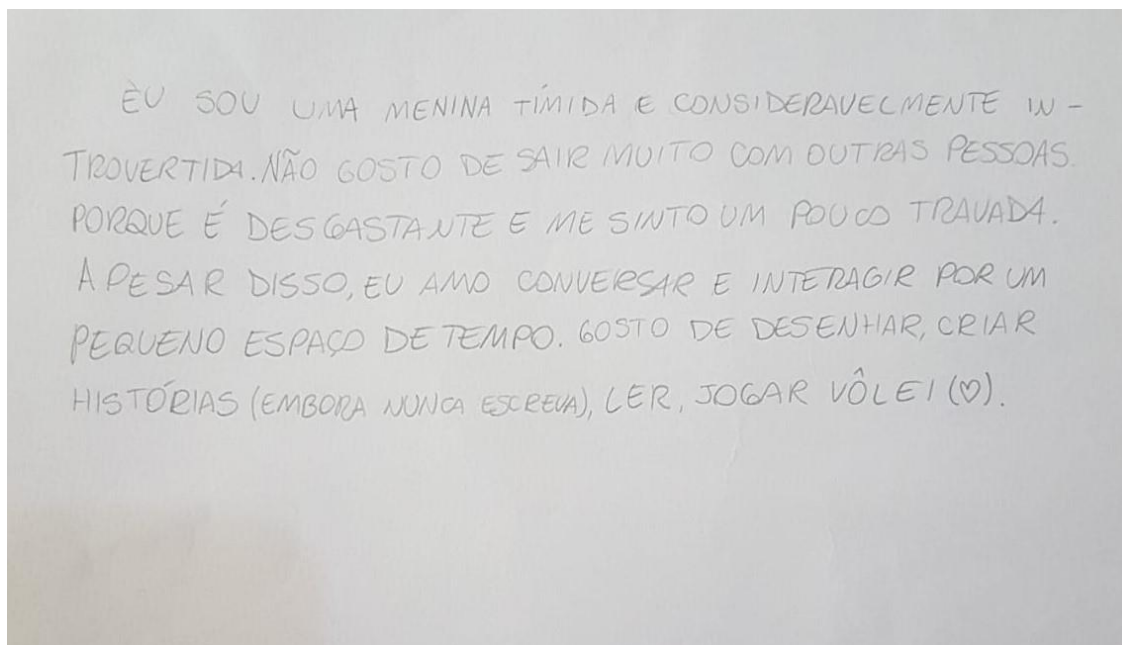 EU SOU UMA MENINA TÍMIDA E CONSIDERAVELMENTE IN-
TROVERTIDA. NÃO GOSTO DE SAIR MUITO COM OUTRAS PESSOAS.
PORQUE É DESGASTANTE E ME SINTO UM POUCO TRAVADA.
APESAR DISSO, EU AMO CONVERSAR E INTERAGIR POR UM
PEQUENO ESPAÇO DE TEMPO. GOSTO DE DESENHAR, CRIAR
HISTÓRIAS (EMBORA NUNCA ESCREVA), LER, JOGAR VÔLEI (♡).